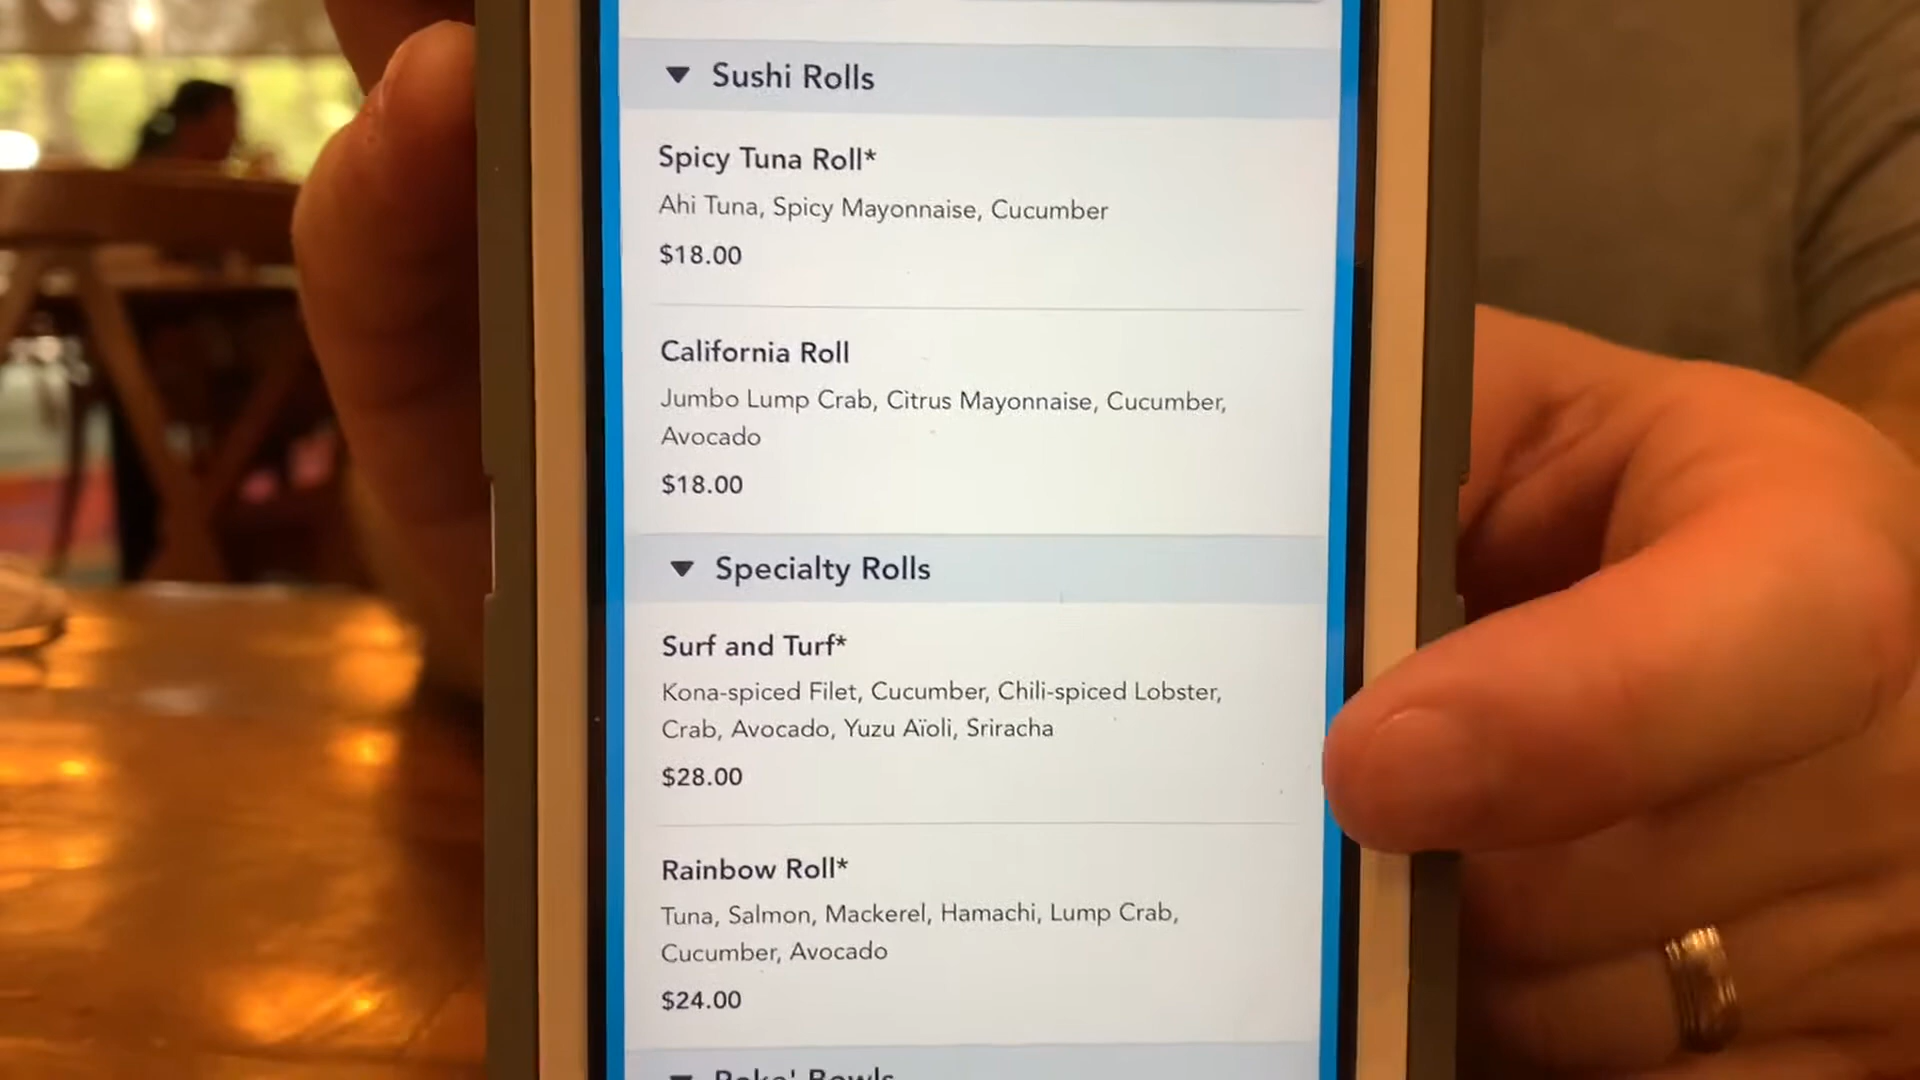 Sushi Rolls
Spicy Tuna Roll*
Ahi Tuna, Spicy Mayonnaise, Cucumber
$18.00
California Roll
Jumbo Lump Crab, Citrus Mayonnaise, Cucumber,
Avocado
$18.00
Specialty Rolls
Surf and Turf*
Kona-spiced Filet, Cucumber, Chili-spiced Lobster,
Crab, Avocado, Yuzu Aïoli, Sriracha
$28.00
Rainbow Roll*
Tuna, Salmon, Mackerel, Hamachi, Lump Crab,
Cucumber, Avocado
$24.00
Poke' Bowls